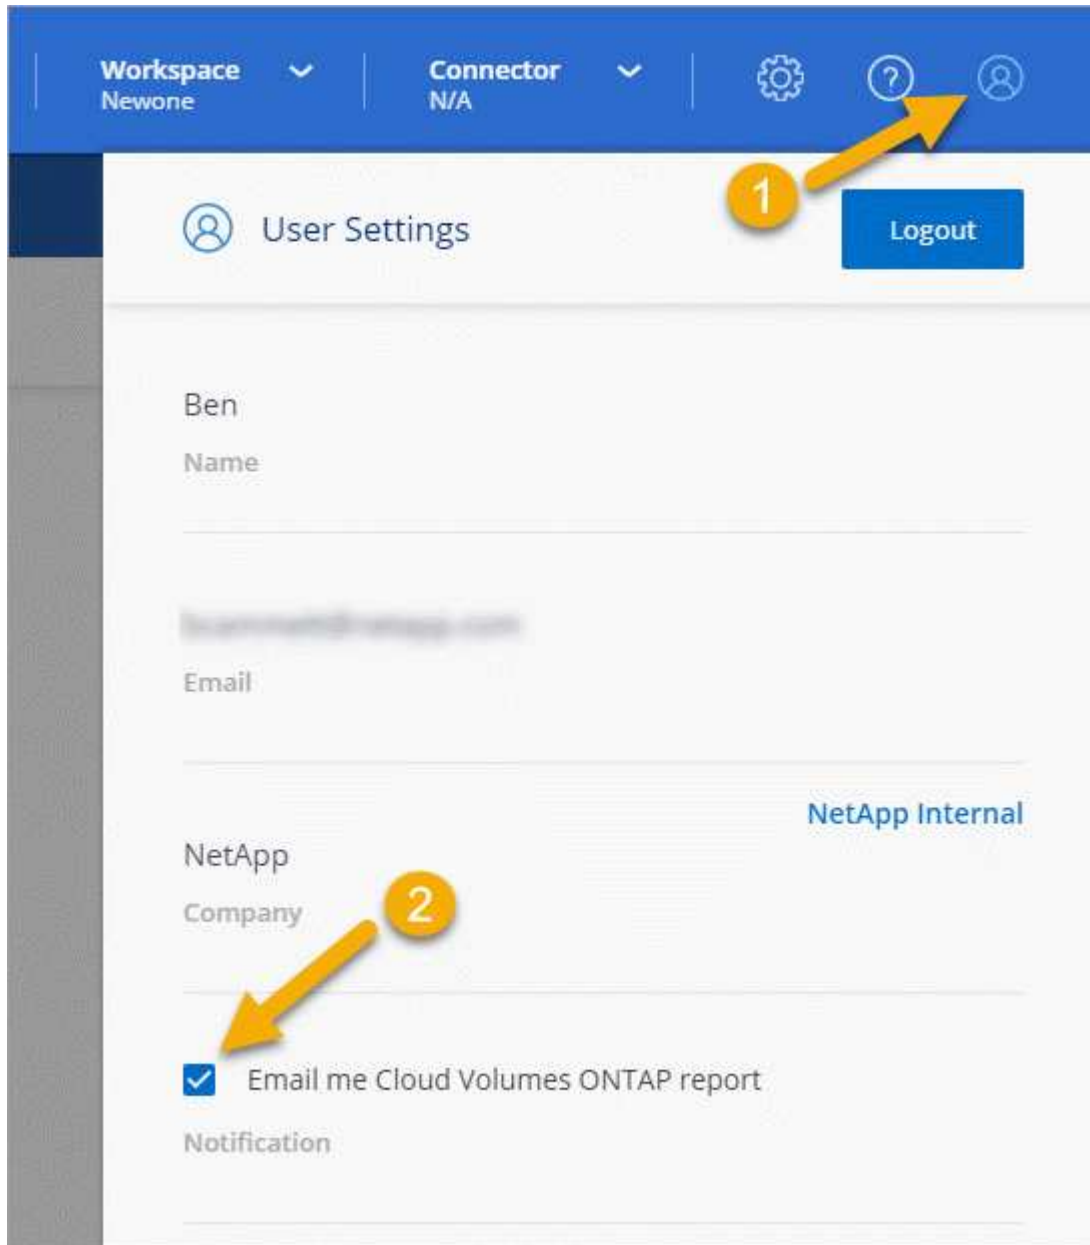 Workspace
Newone
Connector
N/A
1
User Settings
Logout
Ben
Name
Email
NetApp Internal
NetApp
Company
2
Email me Cloud Volumes ONTAP report
Notification